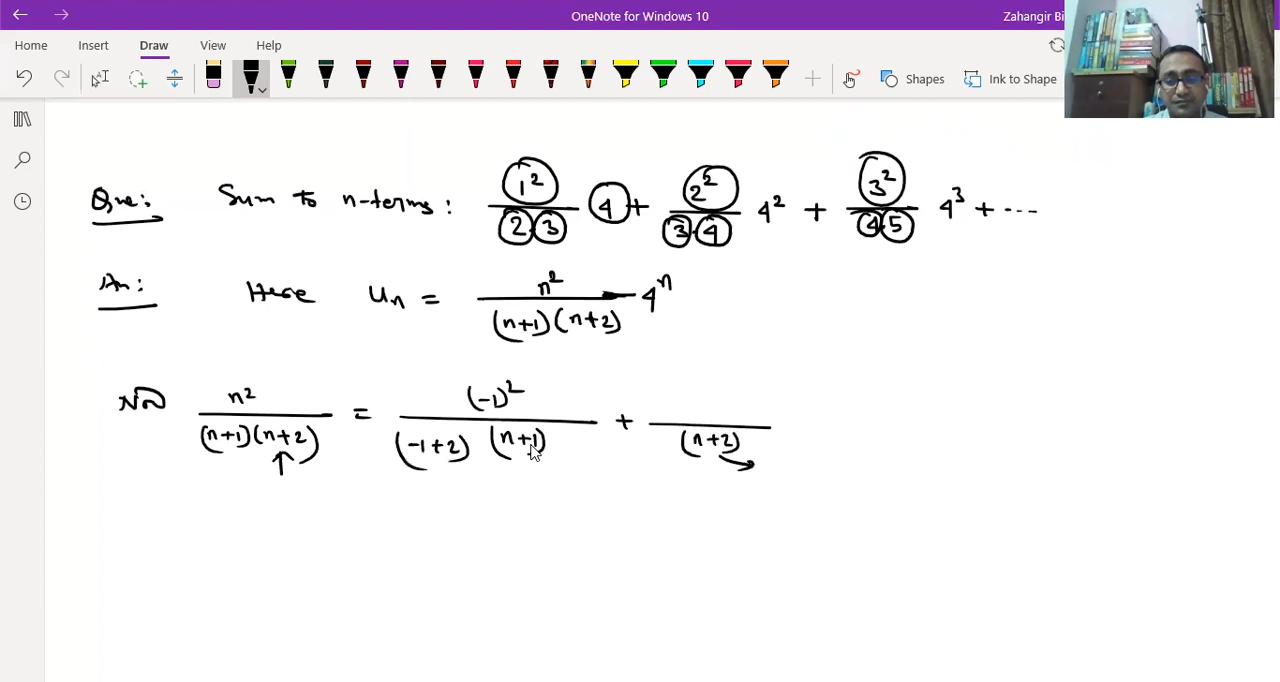 OneNote for Windows 10
Zahangir Bi
Home Insert Draw View Help
Shapes Ink to Shape
Que: Sum to n-terms: 1²/(2·3) 4 + 2²/(3·4) 4² + 3²/(4·5) 4³ + ...
An: Here Un = n²/((n+1)(n+2)) 4ⁿ
Now n²/((n+1)(n+2)) = (-1)²/((-1+2)(n+1)) + /(n+2)